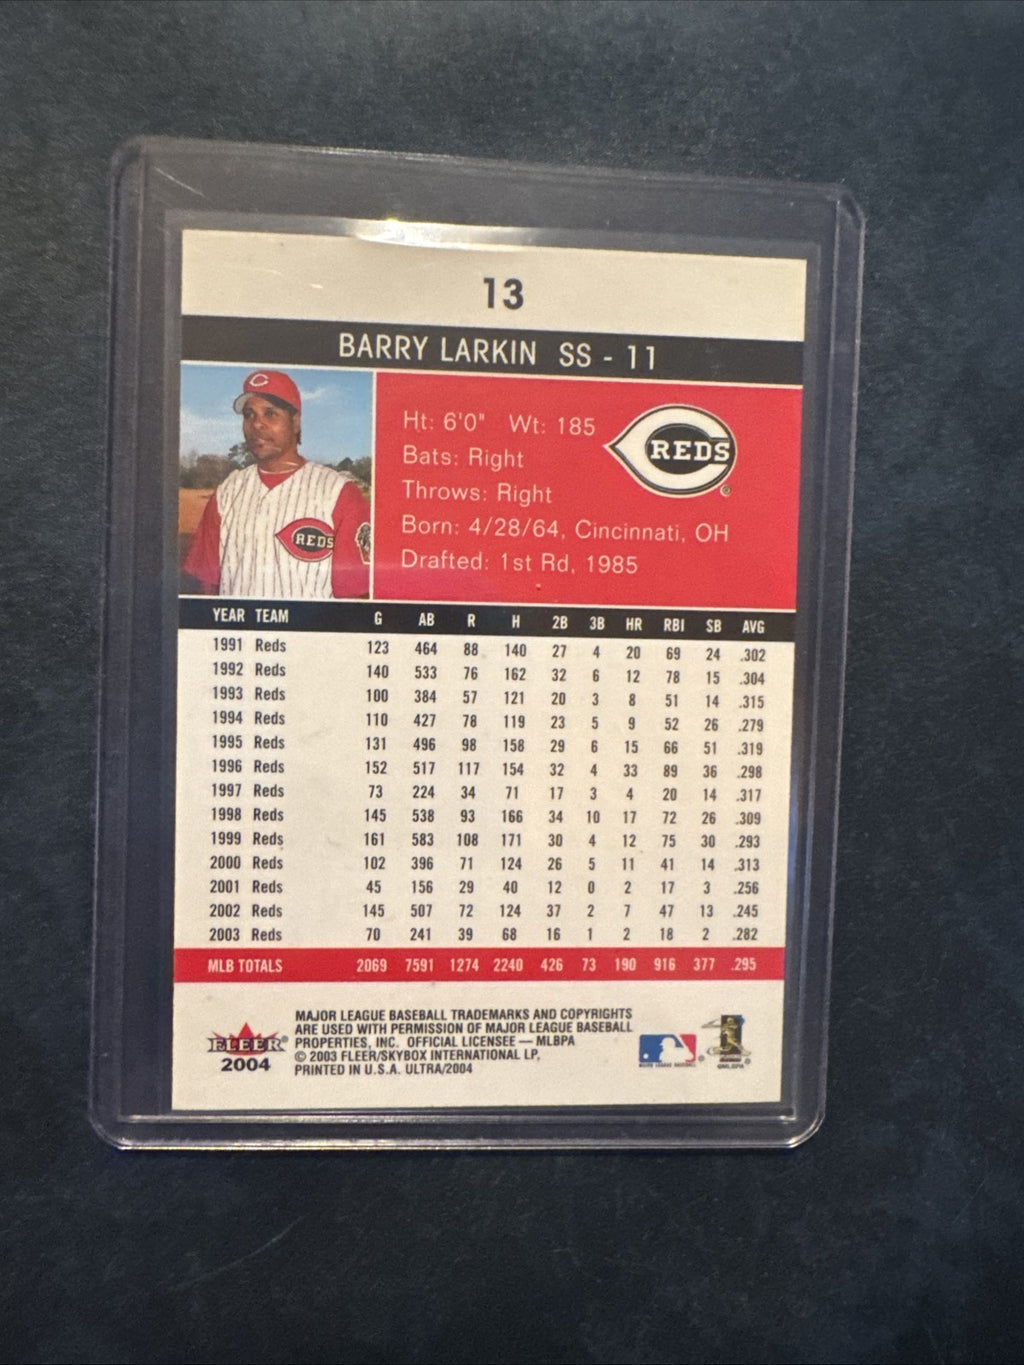 13
BARRY LARKIN SS - 11
Ht: 6'0" Wt: 185
Bats: Right
Throws: Right
Born: 4/28/64, Cincinnati, OH
Drafted: 1st Rd, 1985
REDS
REDS
YEAR TEAM G AB R H 2B 3B HR RBI SB AVG
1991 Reds 123 464 88 140 27 4 20 69 24 .302
1992 Reds 140 533 76 162 32 6 12 78 15 .304
1993 Reds 100 384 57 121 20 3 8 51 14 .315
1994 Reds 110 427 78 119 23 5 9 52 26 .279
1995 Reds 131 496 98 158 29 6 15 66 51 .319
1996 Reds 152 517 117 154 32 4 33 89 36 .298
1997 Reds 73 224 34 71 17 3 4 20 14 .317
1998 Reds 145 538 93 166 34 10 17 72 26 .309
1999 Reds 161 583 108 171 30 4 12 75 30 .293
2000 Reds 102 396 71 124 26 5 11 41 14 .313
2001 Reds 45 156 29 40 12 0 2 17 3 .256
2002 Reds 145 507 72 124 37 2 7 47 13 .245
2003 Reds 70 241 39 68 16 1 2 18 2 .282
MLB TOTALS 2069 7591 1274 2240 426 73 190 916 377 .295
FLEER
2004
MAJOR LEAGUE BASEBALL TRADEMARKS AND COPYRIGHTS
ARE USED WITH PERMISSION OF MAJOR LEAGUE BASEBALL
PROPERTIES, INC. OFFICIAL LICENSEE — MLBPA
© 2003 FLEER/SKYBOX INTERNATIONAL LP,
PRINTED IN U.S.A. ULTRA/2004
MAJOR LEAGUE BASEBALL